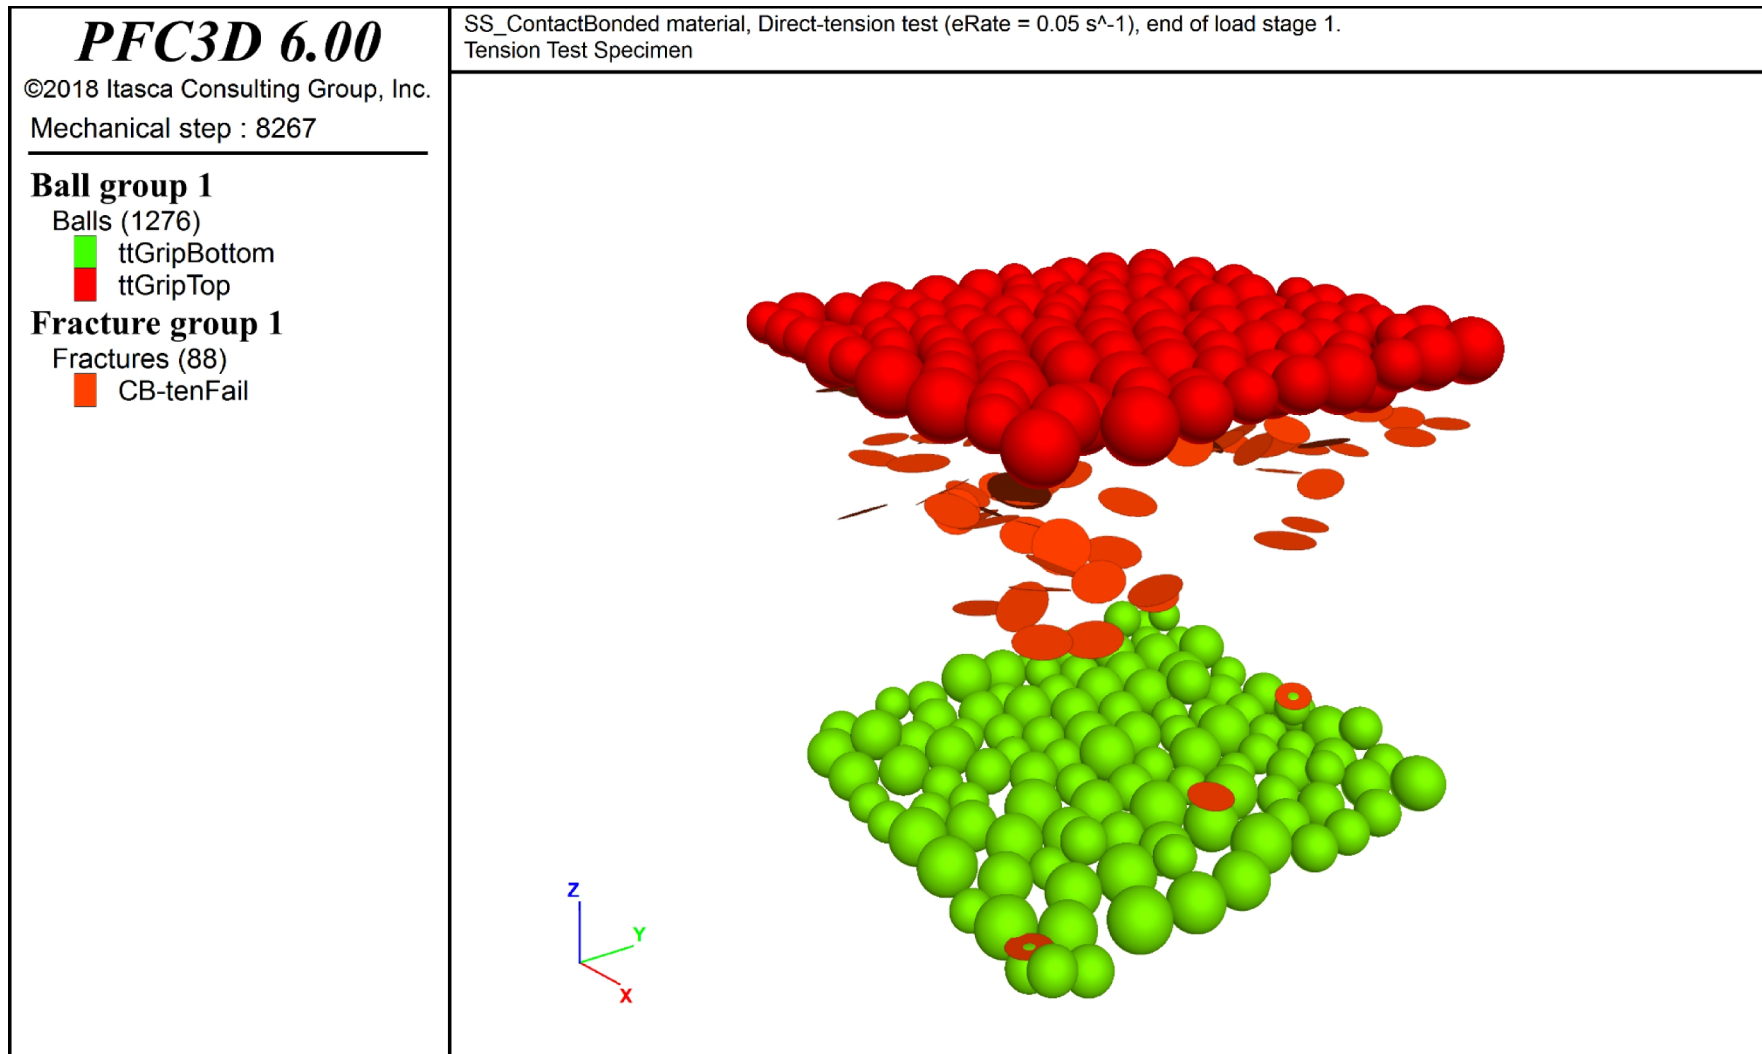 PFC3D 6.00
©2018 Itasca Consulting Group, Inc.
Mechanical step : 8267
Ball group 1
Balls (1276)
ttGripBottom
ttGripTop
Fracture group 1
Fractures (88)
CB-tenFail
SS_ContactBonded material, Direct-tension test (eRate = 0.05 s^-1), end of load stage 1.
Tension Test Specimen
Z
Y
X